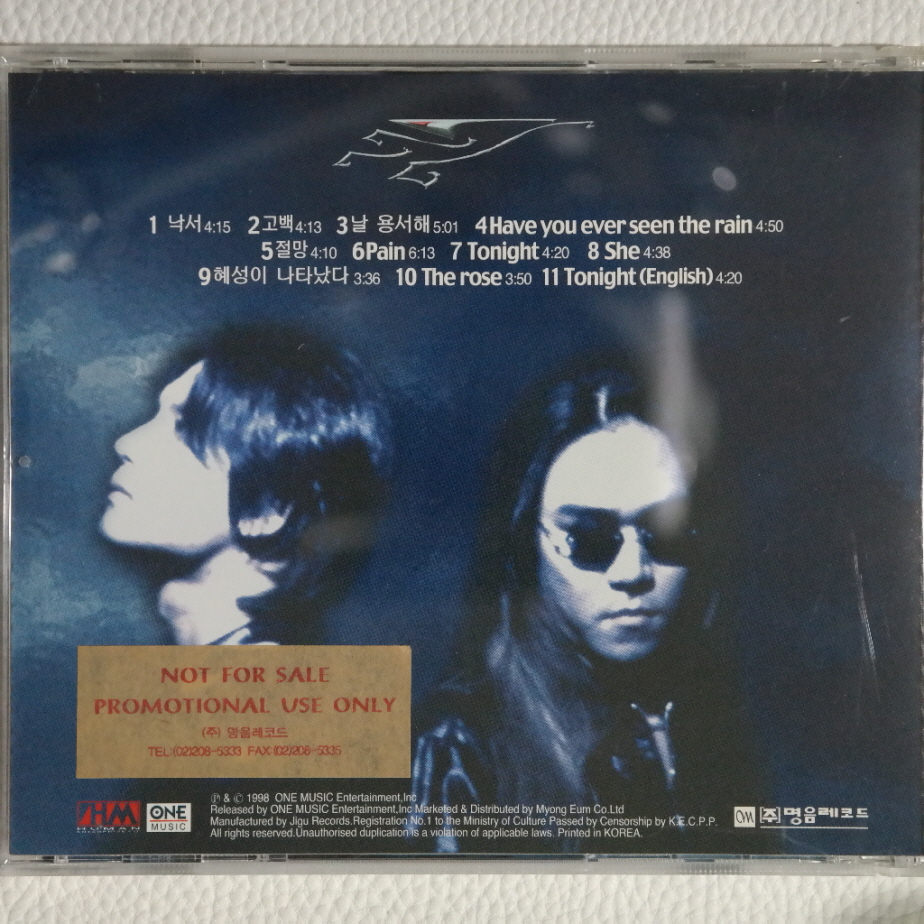 1 낙서 4:15 2 고백 4:13 3 날 용서해 5:01 4 Have you ever seen the rain 4:50
5 절망 4:10 6 Pain 6:13 7 Tonight 4:20 8 She 4:38
9 혜성이 나타났다 3:36 10 The rose 3:50 11 Tonight (English) 4:20
NOT FOR SALE
PROMOTIONAL USE ONLY
(주) 명음레코드
TEL:(02)208-5333 FAX:(02)208-5335
HUMAN
ONE
MUSIC
℗ & © 1998 ONE MUSIC Entertainment,Inc
Released by ONE MUSIC Entertainment,Inc Marketed & Distributed by Myong Eum Co.Ltd
Manufactured by Jigu Records.Registration No.1 to the Ministry of Culture Passed by Censorship by K.E.C.P.P.
All rights reserved.Unauthorised duplication is a violation of applicable laws. Printed in KOREA.
(주)명음레코드